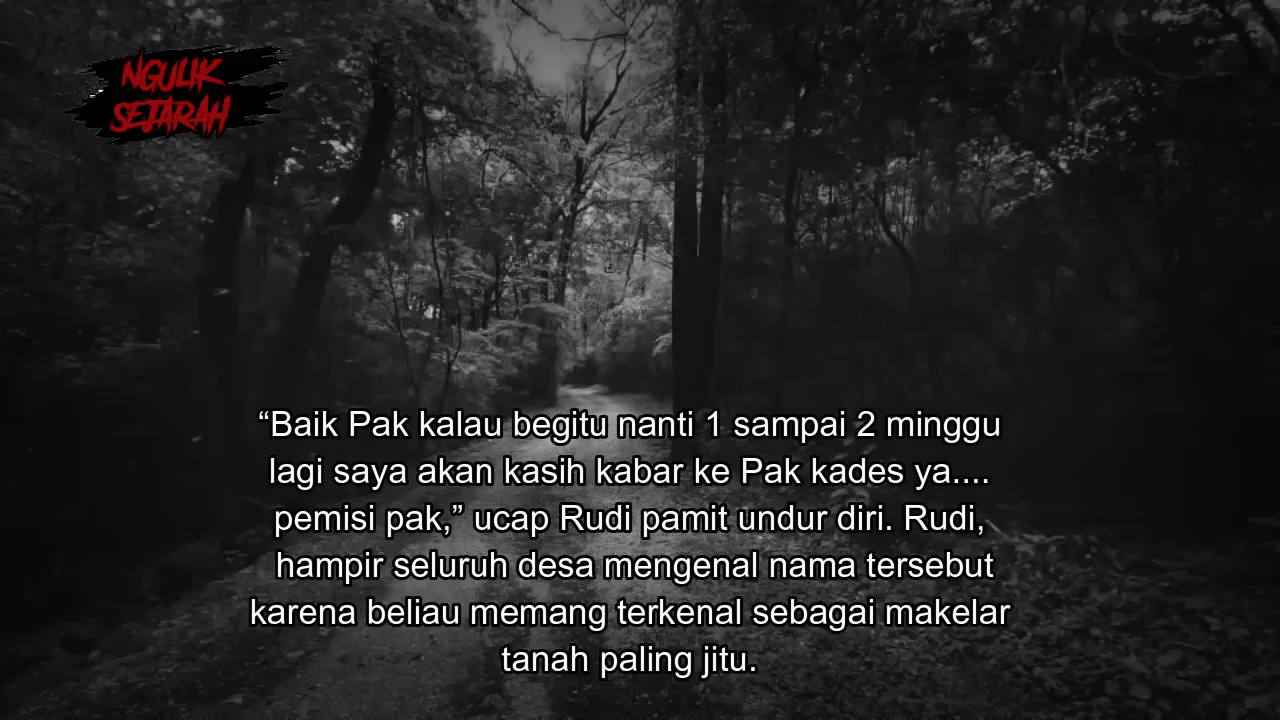 NGULIK
SEJARAH
“Baik Pak kalau begitu nanti 1 sampai 2 minggu
lagi saya akan kasih kabar ke Pak kades ya....
pemisi pak,” ucap Rudi pamit undur diri. Rudi,
hampir seluruh desa mengenal nama tersebut
karena beliau memang terkenal sebagai makelar
tanah paling jitu.